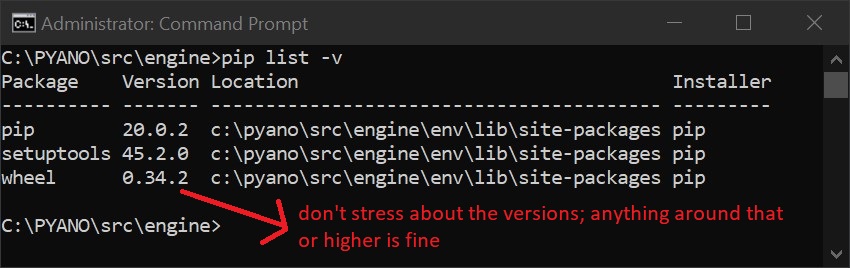 Administrator: Command Prompt
C:\PYANO\src\engine>pip list -v
Package    Version Location                                 Installer
---------- ------- ---------------------------------------- ---------
pip        20.0.2  c:\pyano\src\engine\env\lib\site-packages pip
setuptools 45.2.0  c:\pyano\src\engine\env\lib\site-packages pip
wheel      0.34.2  c:\pyano\src\engine\env\lib\site-packages pip
don't stress about the versions; anything around that
or higher is fine
C:\PYANO\src\engine>